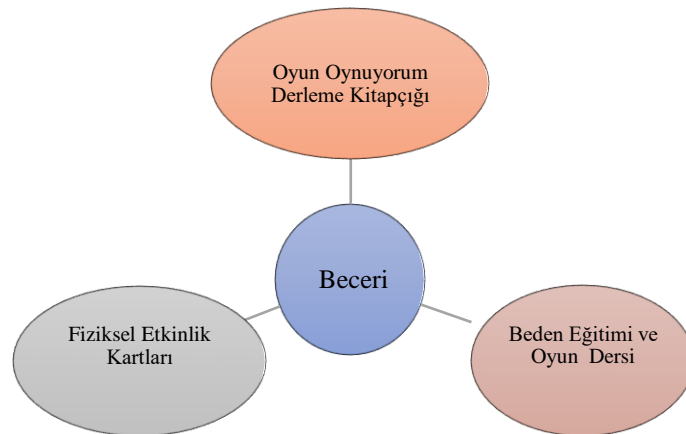 Oyun Oynuyorum
Derleme Kitapçığı
Beceri
Fiziksel Etkinlik
Kartları
Beden Eğitimi ve
Oyun Dersi